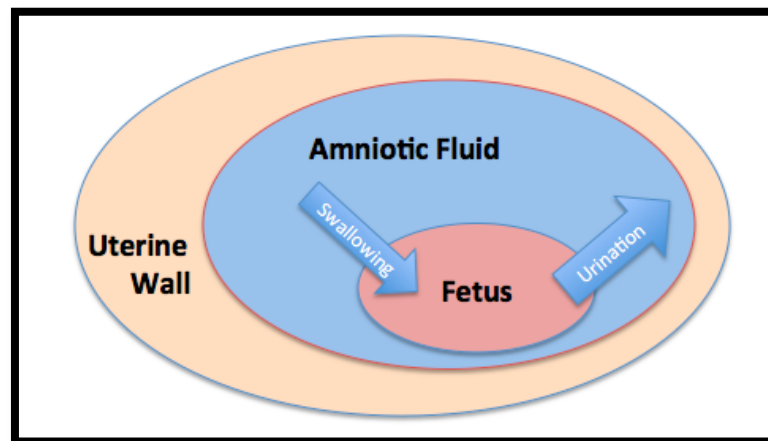 Amniotic Fluid
Swallowing
Urination
Uterine
Wall
Fetus